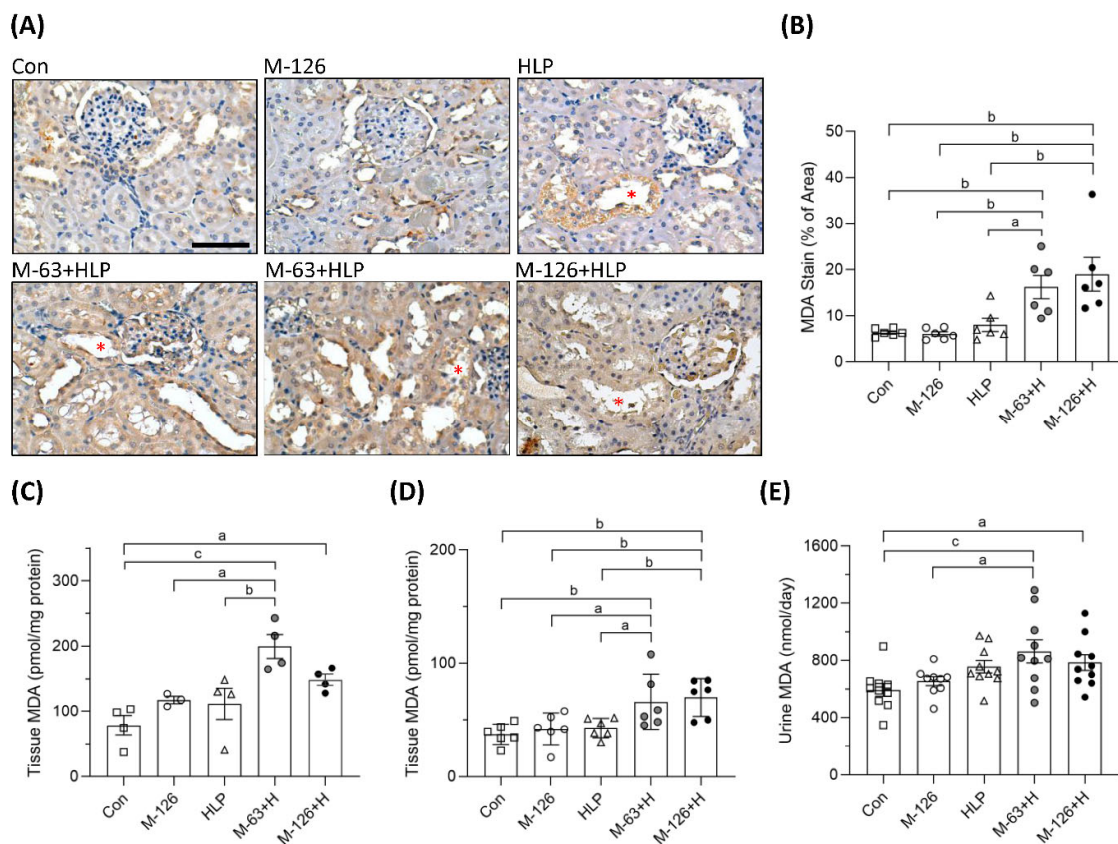 (A)
Con
M-126
HLP
*
M-63+HLP
M-63+HLP
M-126+HLP
*
*
*
(B)
MDA Stain (% of Area)
50
40
30
20
10
0
b
b
b
b
b
a
Con
M-126
HLP
M-63+H
M-126+H
(C)
Tissue MDA (pmol/mg protein)
300
200
100
0
a
c
a
b
Con
M-126
HLP
M-63+H
M-126+H
(D)
Tissue MDA (pmol/mg protein)
200
100
0
b
b
b
b
a
a
Con
M-126
HLP
M-63+H
M-126+H
(E)
Urine MDA (nmol/day)
1600
1200
800
400
0
a
c
a
Con
M-126
HLP
M-63+H
M-126+H